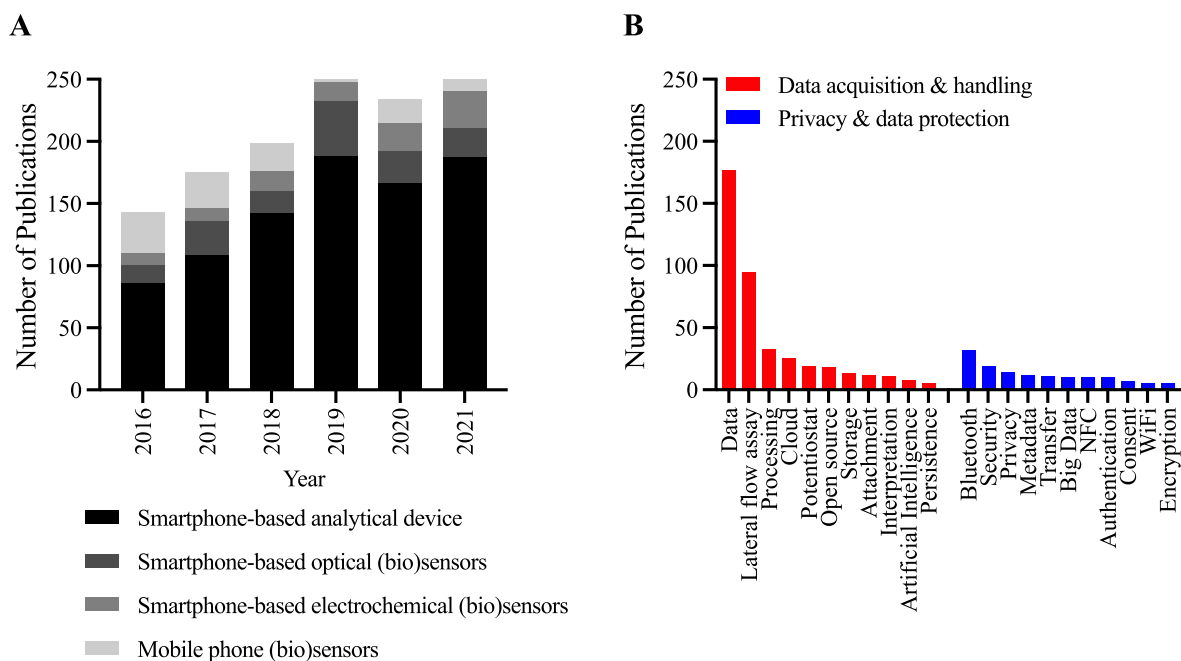 A
Number of Publications
250
200
150
100
50
0
2016
2017
2018
2019
2020
2021
Year
Smartphone-based analytical device
Smartphone-based optical (bio)sensors
Smartphone-based electrochemical (bio)sensors
Mobile phone (bio)sensors
B
Number of Publications
250
200
150
100
50
0
Data acquisition & handling
Privacy & data protection
Data
Lateral flow assay
Processing
Cloud
Potentiostat
Open source
Storage
Attachment
Interpretation
Artificial Intelligence
Persistence
Bluetooth
Security
Privacy
Metadata
Transfer
Big Data
NFC
Authentication
Consent
WiFi
Encryption